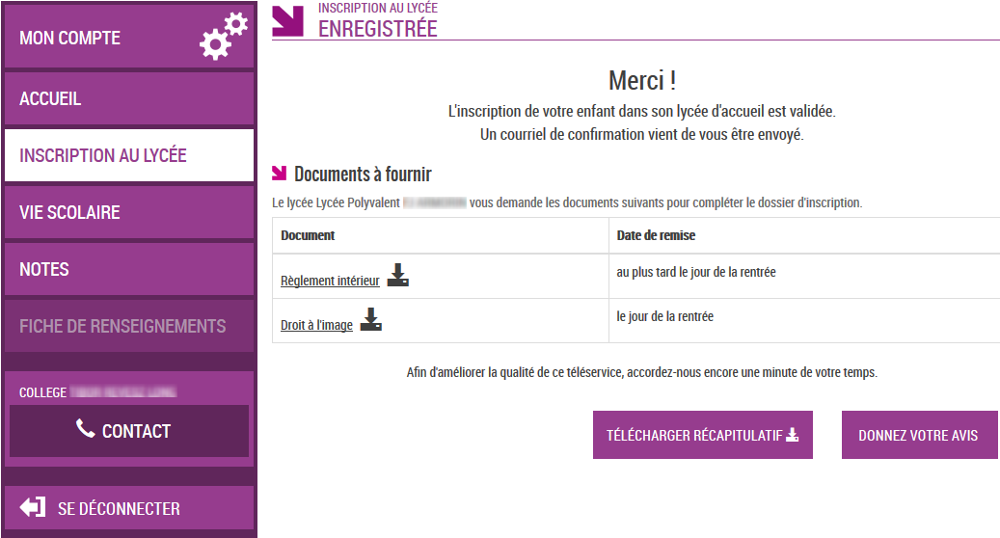 MON COMPTE
ACCUEIL
INSCRIPTION AU LYCÉE
VIE SCOLAIRE
NOTES
FICHE DE RENSEIGNEMENTS
COLLEGE
CONTACT
SE DÉCONNECTER
INSCRIPTION AU LYCÉE
ENREGISTRÉE
Merci !
L'inscription de votre enfant dans son lycée d'accueil est validée.
Un courriel de confirmation vient de vous être envoyé.
Documents à fournir
Le lycée Lycée Polyvalent vous demande les documents suivants pour compléter le dossier d'inscription.
Document Date de remise
Règlement intérieur au plus tard le jour de la rentrée
Droit à l'image le jour de la rentrée
Afin d'améliorer la qualité de ce téléservice, accordez-nous encore une minute de votre temps.
TÉLÉCHARGER RÉCAPITULATIF DONNEZ VOTRE AVIS